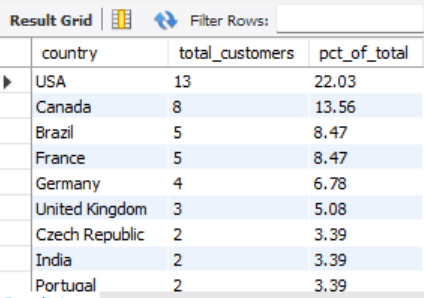 Result Grid Filter Rows:
country total_customers pct_of_total
USA 13 22.03
Canada 8 13.56
Brazil 5 8.47
France 5 8.47
Germany 4 6.78
United Kingdom 3 5.08
Czech Republic 2 3.39
India 2 3.39
Portugal 2 3.39